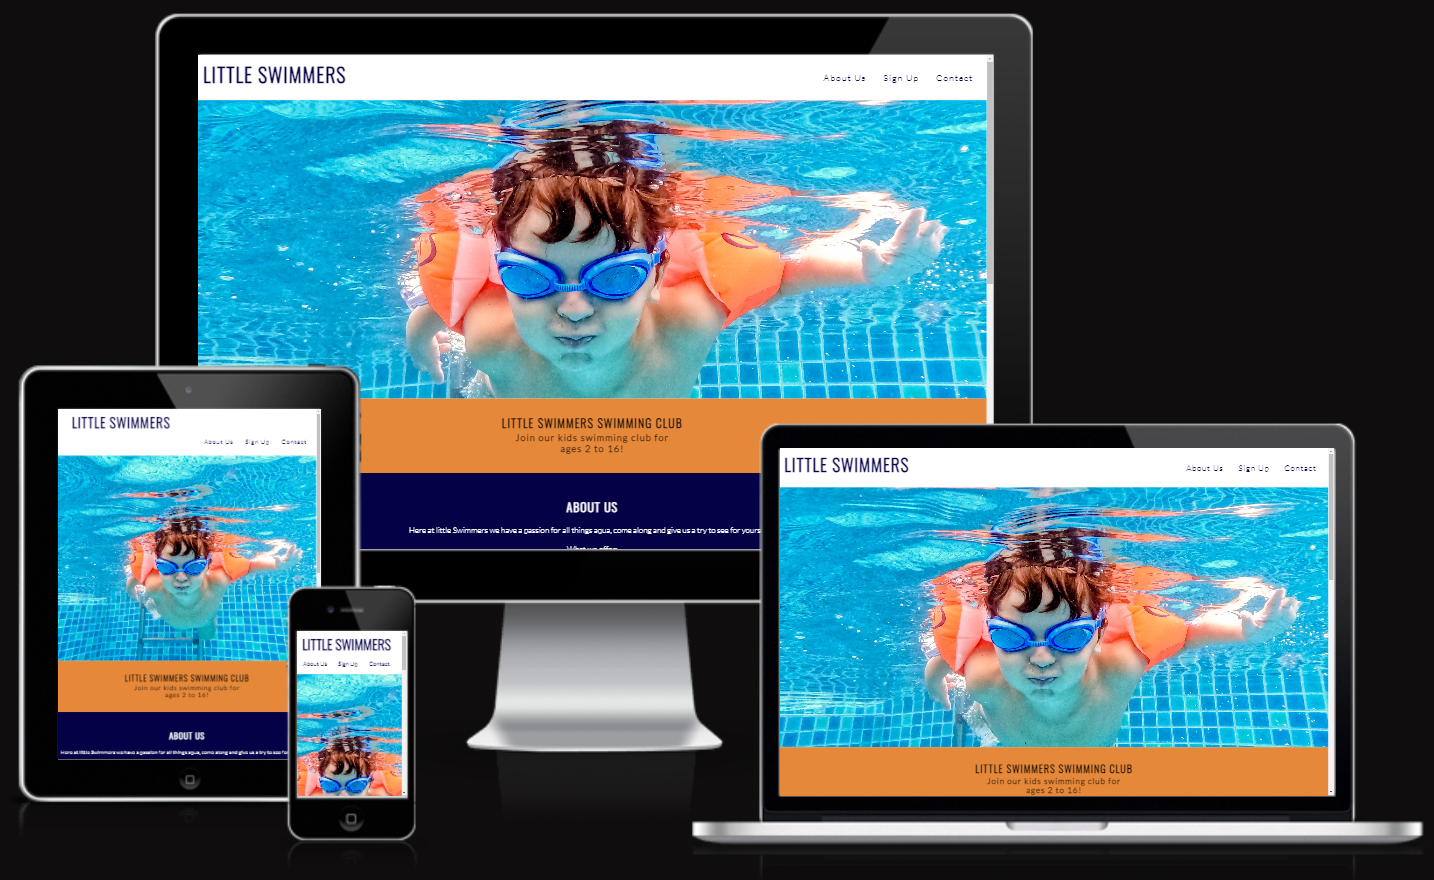 LITTLE SWIMMERS
About Us Sign Up Contact
LITTLE SWIMMERS SWIMMING CLUB
Join our kids swimming club for
ages 2 to 16!
ABOUT US
Here at little Swimmers we have a passion for all things aqua, come along and give us a try to see for yours
What we offer
LITTLE SWIMMERS
About Us Sign Up Contact
LITTLE SWIMMERS SWIMMING CLUB
Join our kids swimming club for
ages 2 to 16!
ABOUT US
Here at little Swimmers we have a passion for all things aqua, come along and give us a try to see fo
LITTLE SWIMMERS
About Us Sign Up Contact
LITTLE SWIMMERS
About Us Sign Up Contact
LITTLE SWIMMERS SWIMMING CLUB
Join our kids swimming club for
ages 2 to 16!